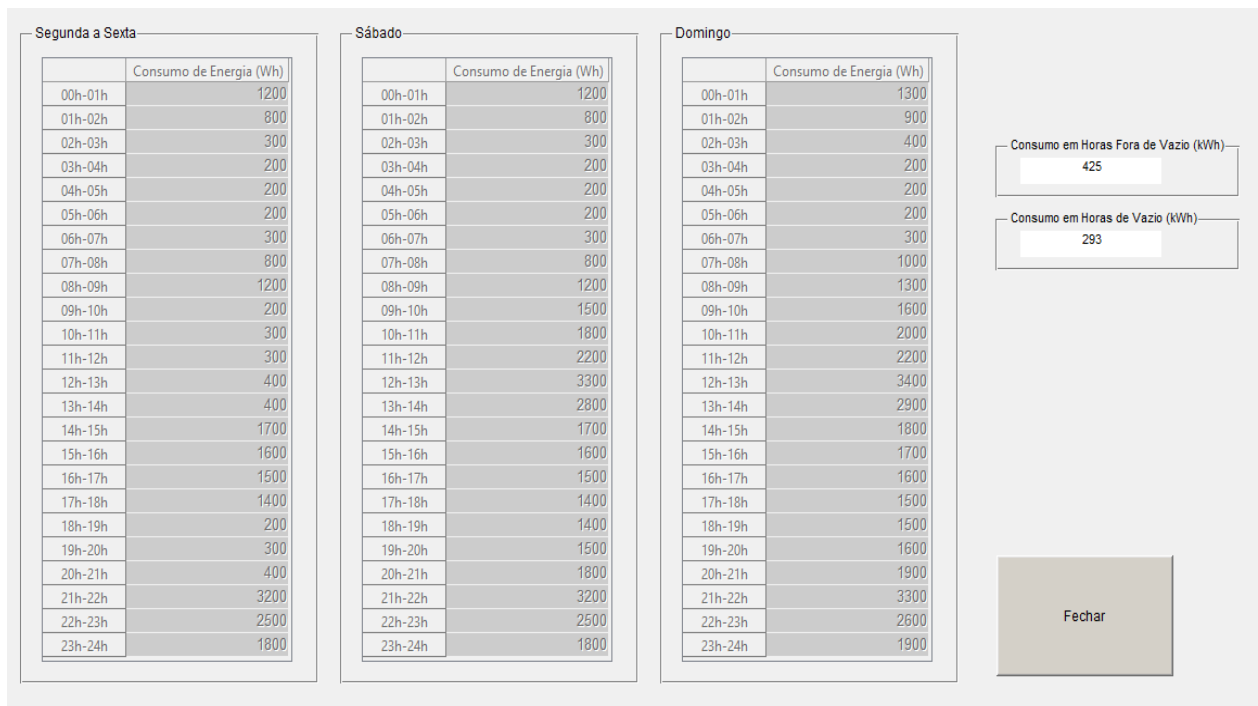 Segunda a Sexta
Consumo de Energia (Wh)
00h-01h 1200
01h-02h 800
02h-03h 300
03h-04h 200
04h-05h 200
05h-06h 200
06h-07h 300
07h-08h 800
08h-09h 1200
09h-10h 200
10h-11h 300
11h-12h 300
12h-13h 400
13h-14h 400
14h-15h 1700
15h-16h 1600
16h-17h 1500
17h-18h 1400
18h-19h 200
19h-20h 300
20h-21h 400
21h-22h 3200
22h-23h 2500
23h-24h 1800
Sábado
Consumo de Energia (Wh)
00h-01h 1200
01h-02h 800
02h-03h 300
03h-04h 200
04h-05h 200
05h-06h 200
06h-07h 300
07h-08h 800
08h-09h 1200
09h-10h 1500
10h-11h 1800
11h-12h 2200
12h-13h 3300
13h-14h 2800
14h-15h 1700
15h-16h 1600
16h-17h 1500
17h-18h 1400
18h-19h 1400
19h-20h 1500
20h-21h 1800
21h-22h 3200
22h-23h 2500
23h-24h 1800
Domingo
Consumo de Energia (Wh)
00h-01h 1300
01h-02h 900
02h-03h 400
03h-04h 200
04h-05h 200
05h-06h 200
06h-07h 300
07h-08h 1000
08h-09h 1300
09h-10h 1600
10h-11h 2000
11h-12h 2200
12h-13h 3400
13h-14h 2900
14h-15h 1800
15h-16h 1700
16h-17h 1600
17h-18h 1500
18h-19h 1500
19h-20h 1600
20h-21h 1900
21h-22h 3300
22h-23h 2600
23h-24h 1900
Consumo em Horas Fora de Vazio (kWh)
425
Consumo em Horas de Vazio (kWh)
293
Fechar